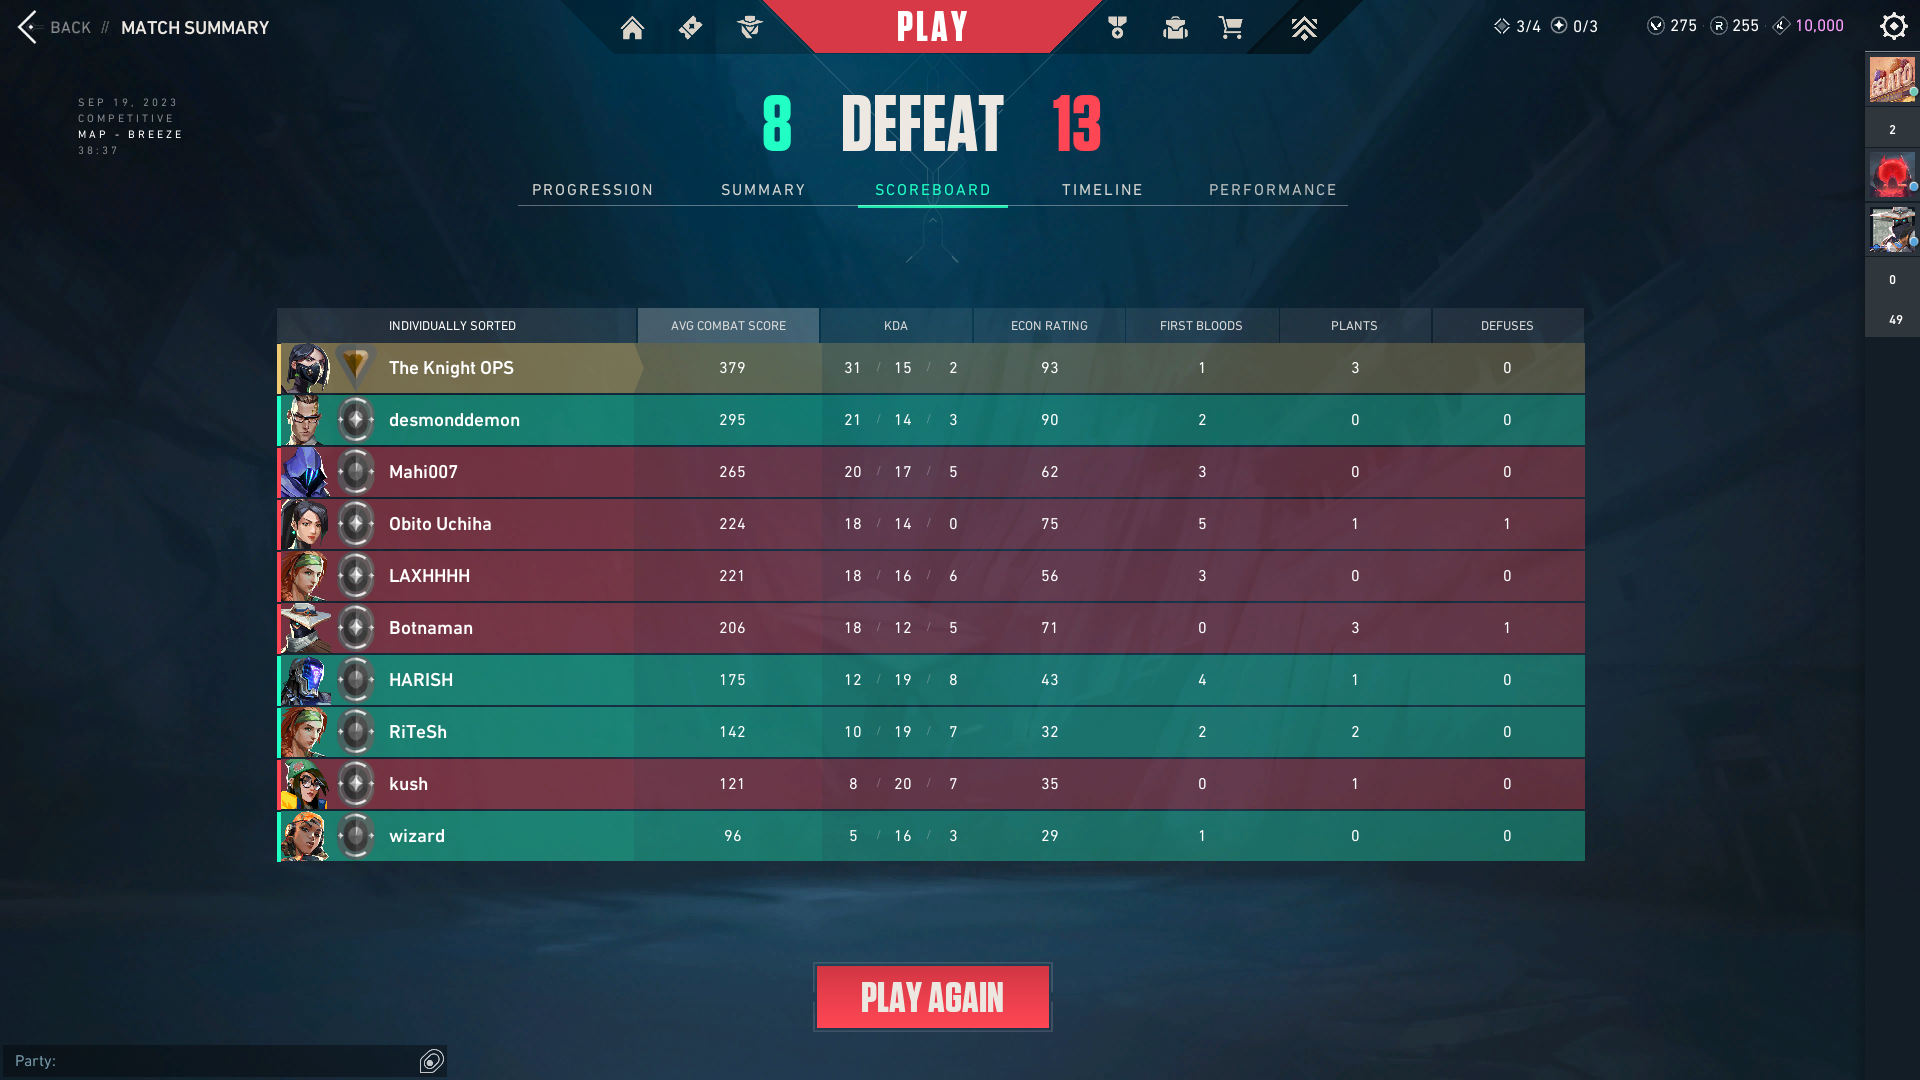 BACK // MATCH SUMMARY
PLAY
3/4 0/3 275 R 255 10,000
SEP 19, 2023
COMPETITIVE
MAP - BREEZE
38:37
8 DEFEAT 13
PROGRESSION SUMMARY SCOREBOARD TIMELINE PERFORMANCE
GELATO
2
0
49
INDIVIDUALLY SORTED AVG COMBAT SCORE KDA ECON RATING FIRST BLOODS PLANTS DEFUSES
The Knight OPS 379 31 / 15 / 2 93 1 3 0
desmonddemon 295 21 / 14 / 3 90 2 0 0
Mahi007 265 20 / 17 / 5 62 3 0 0
Obito Uchiha 224 18 / 14 / 0 75 5 1 1
LAXHHHH 221 18 / 16 / 6 56 3 0 0
Botnaman 206 18 / 12 / 5 71 0 3 1
HARISH 175 12 / 19 / 8 43 4 1 0
RiTeSh 142 10 / 19 / 7 32 2 2 0
kush 121 8 / 20 / 7 35 0 1 0
wizard 96 5 / 16 / 3 29 1 0 0
PLAY AGAIN
Party: